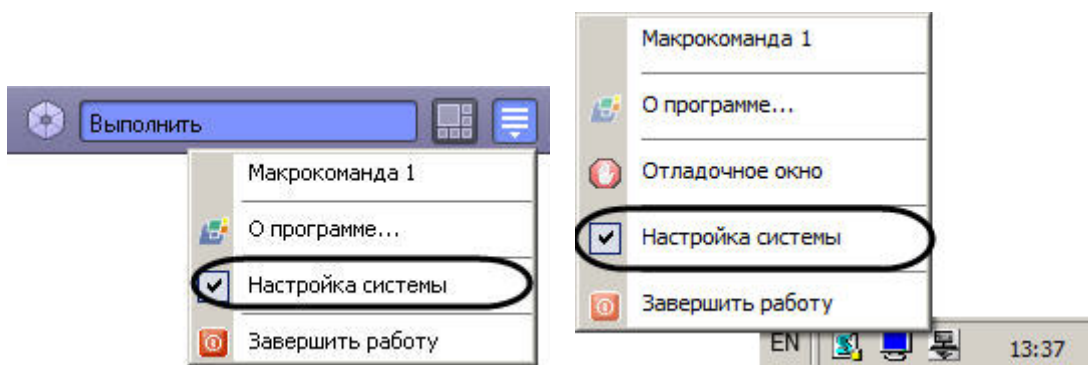 Выполнить
Макрокоманда 1
О программе...
Настройка системы
Завершить работу
Макрокоманда 1
О программе...
Отладочное окно
Настройка системы
Завершить работу
EN 13:37